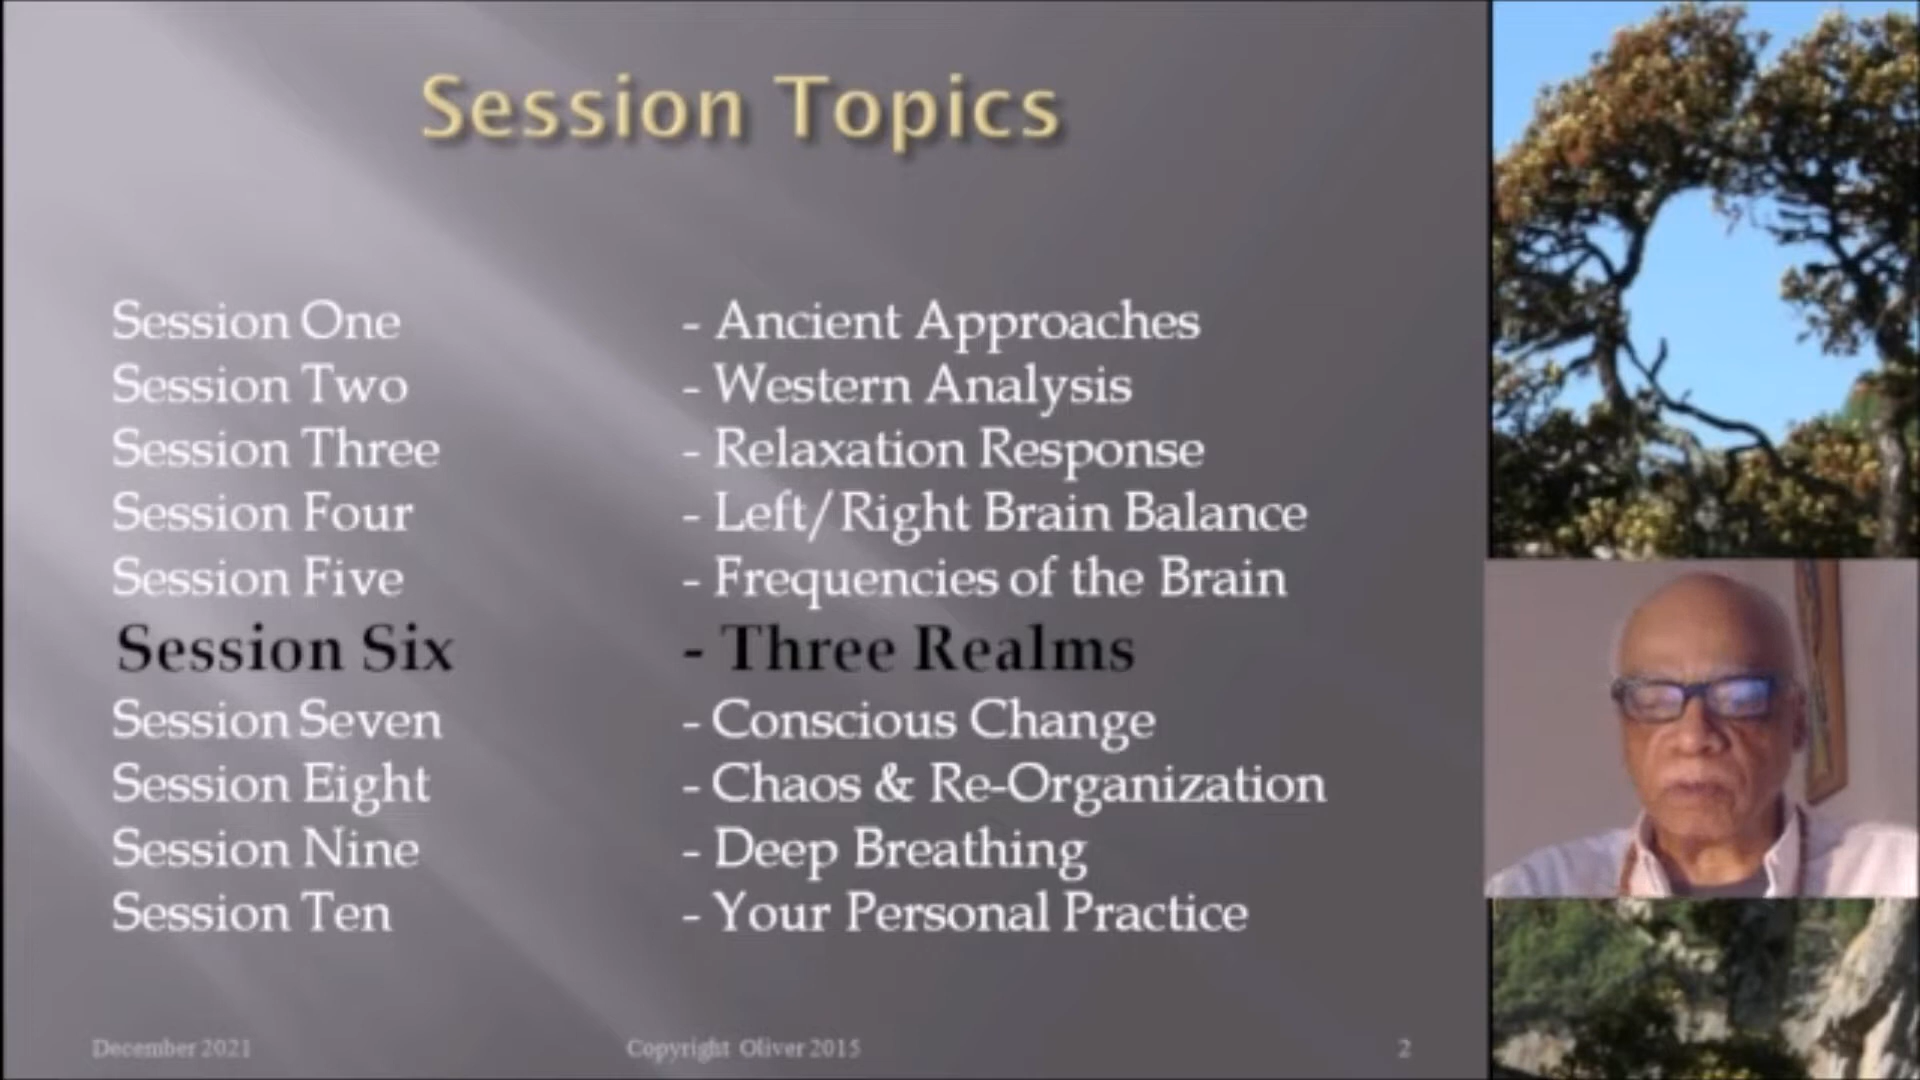 Session Topics
Session One - Ancient Approaches
Session Two - Western Analysis
Session Three - Relaxation Response
Session Four - Left/Right Brain Balance
Session Five - Frequencies of the Brain
Session Six - Three Realms
Session Seven - Conscious Change
Session Eight - Chaos & Re-Organization
Session Nine - Deep Breathing
Session Ten - Your Personal Practice
December 2021 Copyright Oliver 2015 2